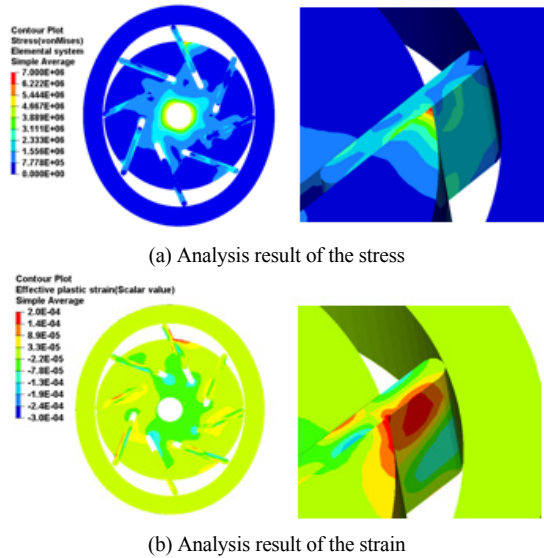 Contour Plot
Stress(vonMises)
Elemental system
Simple Average
7.000E+06
6.222E+06
5.444E+06
4.667E+06
3.889E+06
3.111E+06
2.333E+06
1.556E+06
7.778E+05
0.000E+00
(a) Analysis result of the stress
Contour Plot
Effective plastic strain(Scalar value)
Simple Average
2.0E-04
1.4E-04
8.9E-05
3.3E-05
-2.2E-05
-7.8E-05
-1.3E-04
-1.9E-04
-2.4E-04
-3.0E-04
(b) Analysis result of the strain